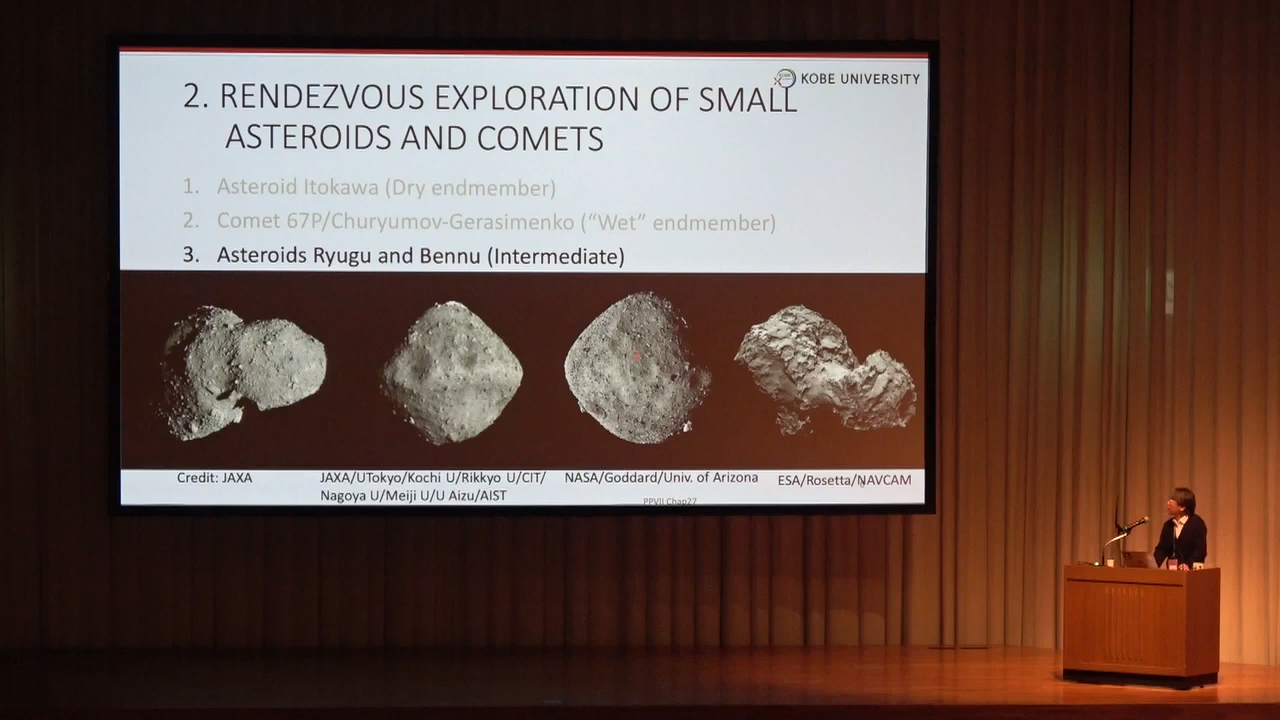 KOBE UNIVERSITY
2. RENDEZVOUS EXPLORATION OF SMALL
ASTEROIDS AND COMETS
1. Asteroid Itokawa (Dry endmember)
2. Comet 67P/Churyumov-Gerasimenko (“Wet” endmember)
3. Asteroids Ryugu and Bennu (Intermediate)
Credit: JAXA
JAXA/UTokyo/Kochi U/Rikkyo U/CIT/
Nagoya U/Meiji U/U Aizu/AIST
NASA/Goddard/Univ. of Arizona
ESA/Rosetta/NAVCAM
PPVII Chap27